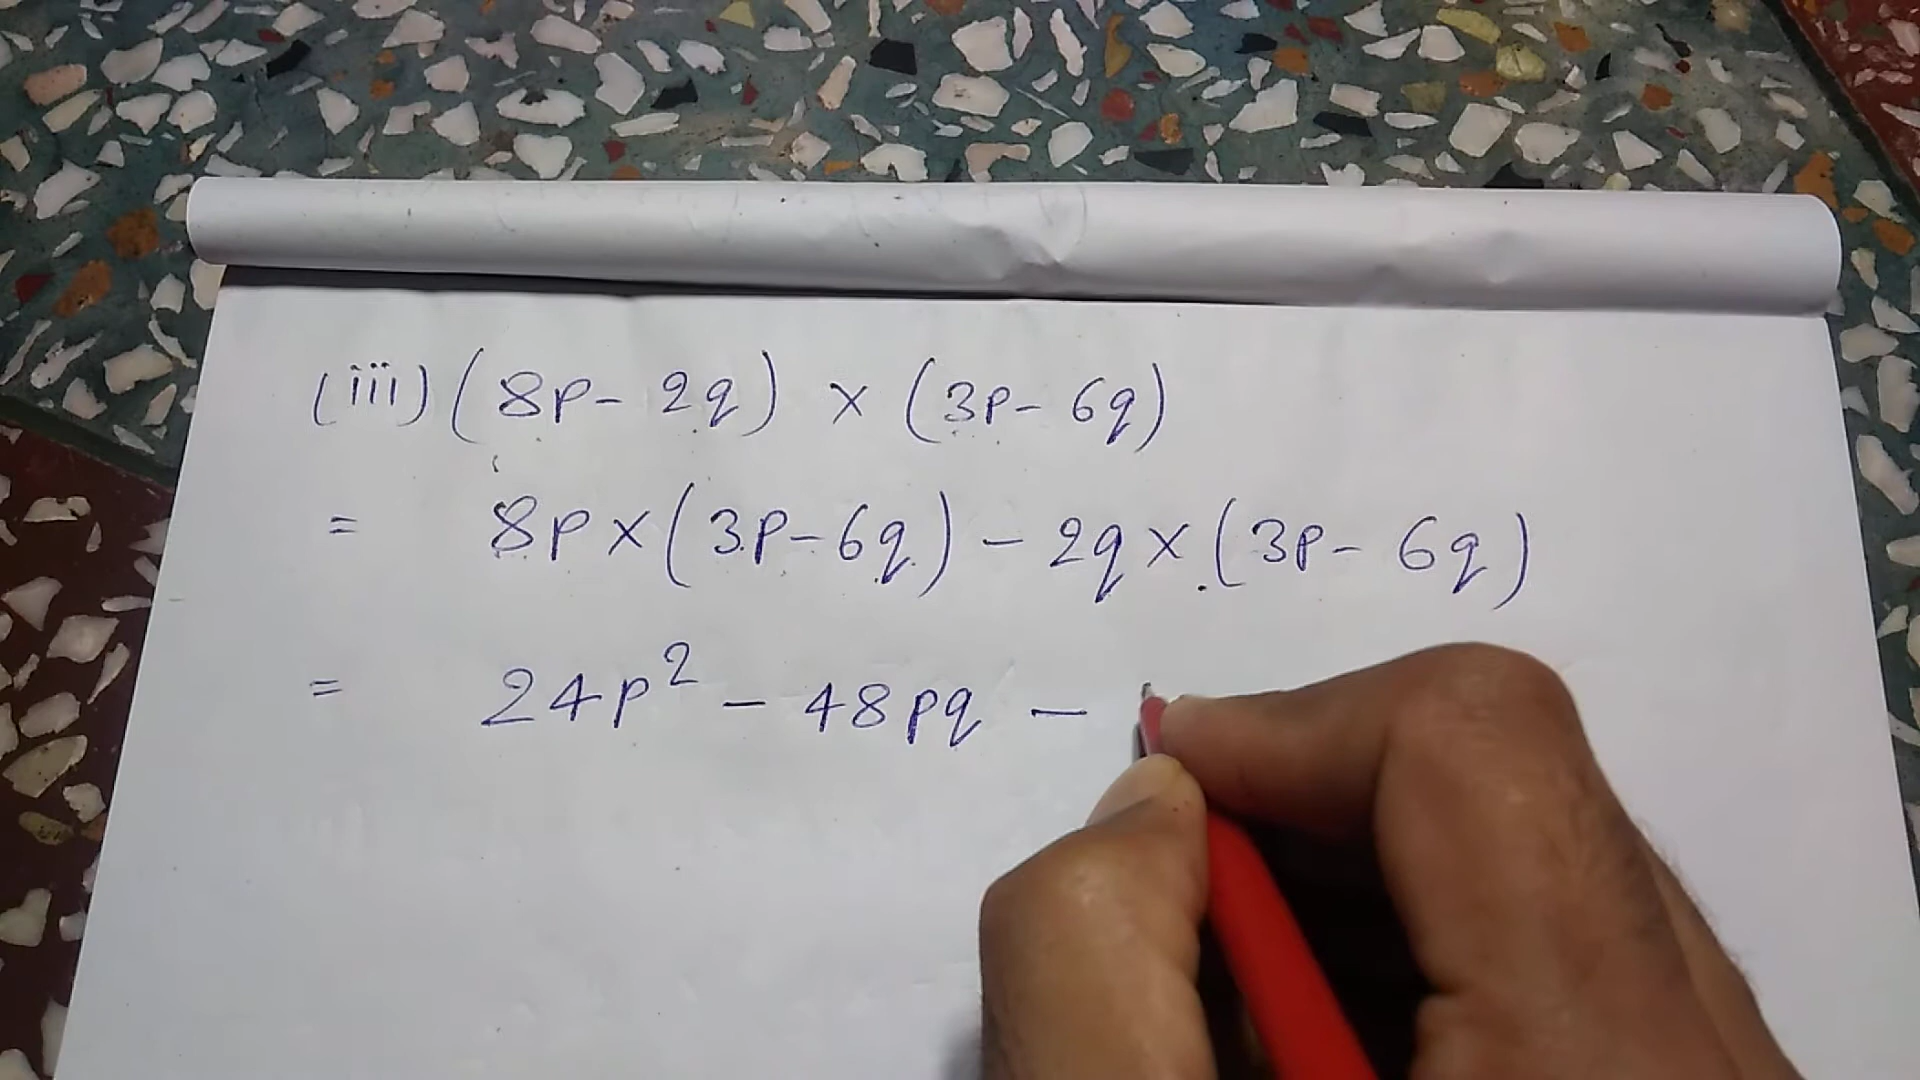 (iii) (8p - 2q) × (3p - 6q)
= 8p × (3p - 6q) - 2q × (3p - 6q)
= 24p² - 48pq -